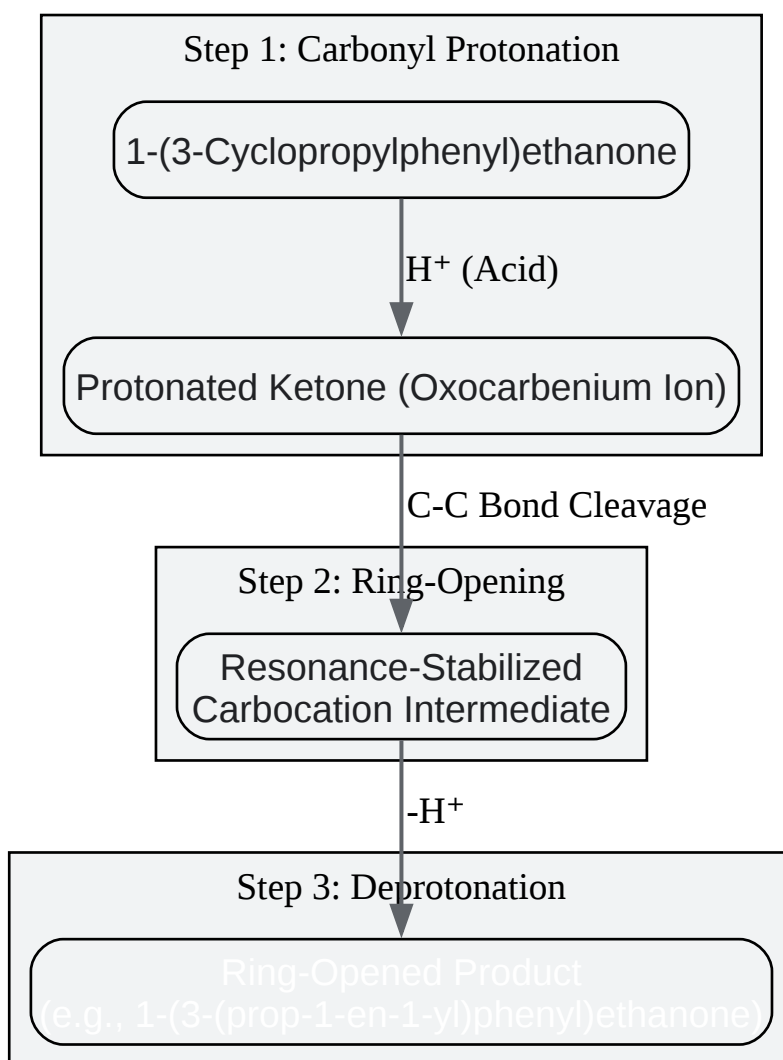 Step 1: Carbonyl Protonation
1-(3-Cyclopropylphenyl)ethanone
H⁺ (Acid)
Protonated Ketone (Oxocarbenium Ion)
C-C Bond Cleavage
Step 2: Ring-Opening
Resonance-Stabilized
Carbocation Intermediate
-H⁺
Step 3: Deprotonation
Ring-Opened Product
(e.g., 1-(3-(prop-1-en-1-yl)phenyl)ethanone)